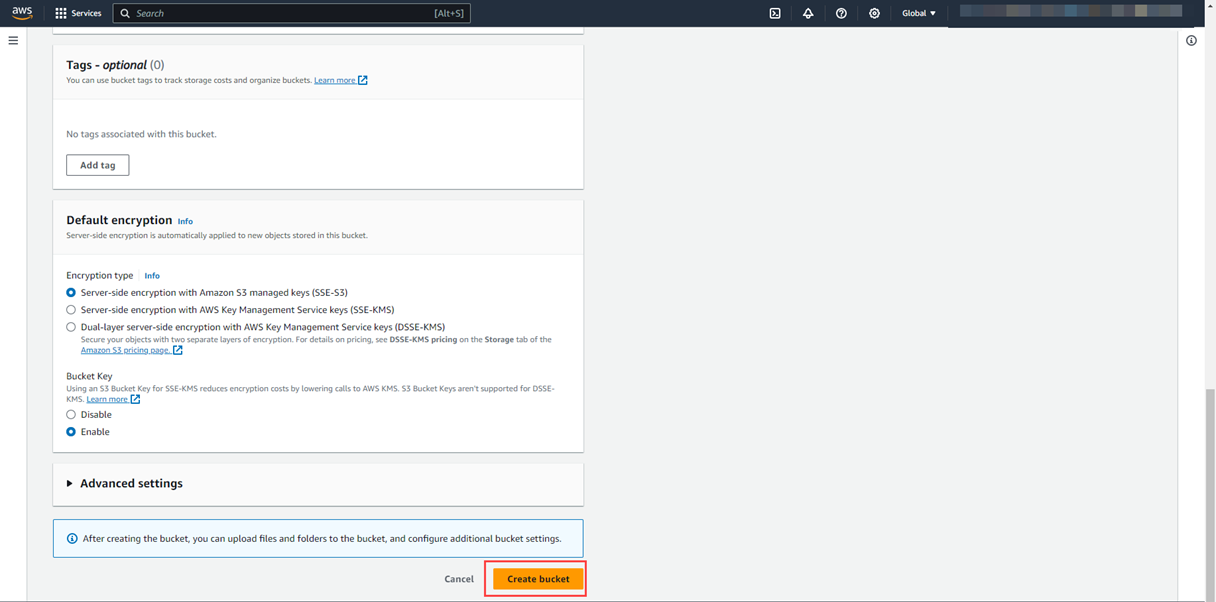 aws Services Search [Alt+S] Global
Tags - optional (0)
You can use bucket tags to track storage costs and organize buckets. Learn more
No tags associated with this bucket.
Add tag
Default encryption Info
Server-side encryption is automatically applied to new objects stored in this bucket.
Encryption type Info
Server-side encryption with Amazon S3 managed keys (SSE-S3)
Server-side encryption with AWS Key Management Service keys (SSE-KMS)
Dual-layer server-side encryption with AWS Key Management Service keys (DSSE-KMS)
Secure your objects with two separate layers of encryption. For details on pricing, see DSSE-KMS pricing on the Storage tab of the
Amazon S3 pricing page.
Bucket Key
Using an S3 Bucket Key for SSE-KMS reduces encryption costs by lowering calls to AWS KMS. S3 Bucket Keys aren't supported for DSSE-
KMS. Learn more
Disable
Enable
Advanced settings
After creating the bucket, you can upload files and folders to the bucket, and configure additional bucket settings.
Cancel Create bucket